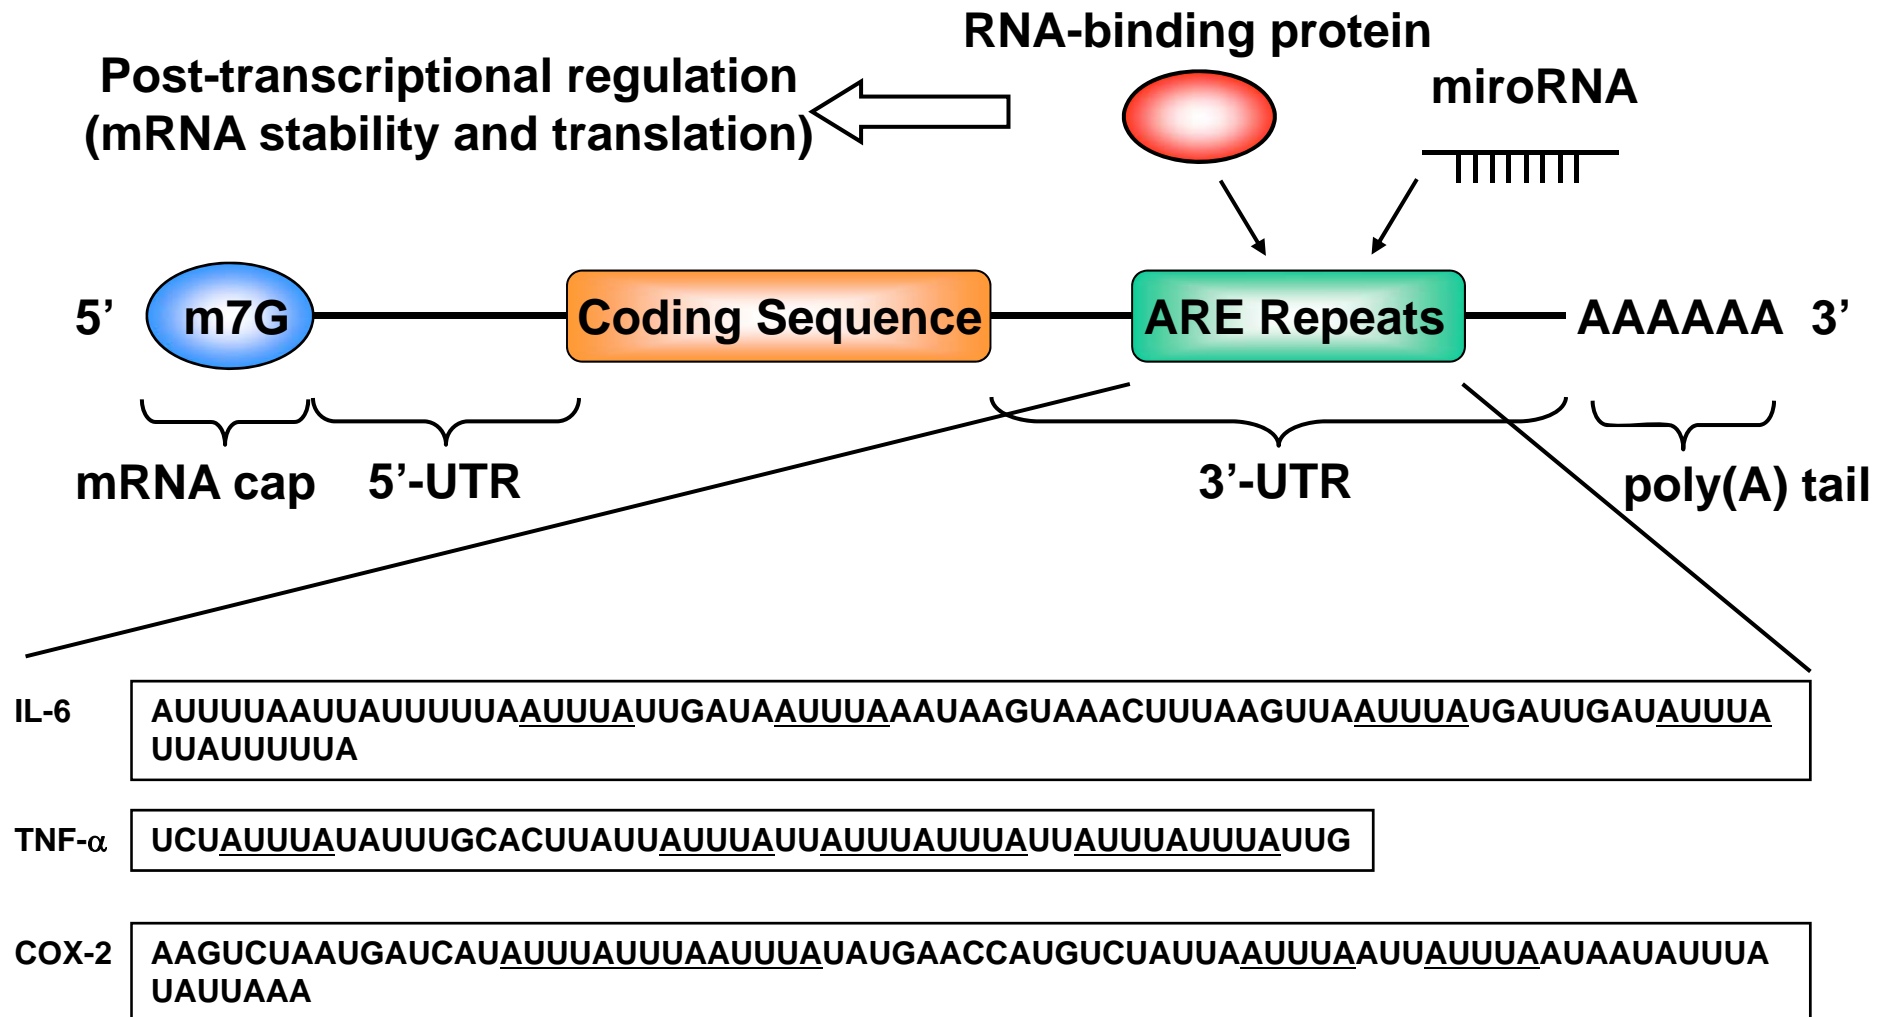 RNA-binding protein
Post-transcriptional regulation
(mRNA stability and translation)
miroRNA
5’ m7G Coding Sequence ARE Repeats AAAAAA 3’
mRNA cap 5’-UTR 3’-UTR poly(A) tail
IL-6 AUUUUAAUUAUUUUUAAUUUAUUGAUAAUUUAAAUAAGUAAACUUUAAGUUAAUUUAUGAUUGAUAUUUA
UUAUUUUUA
TNF-α UCUAUUUAUAUUUGCACUUAUUAUUUAUUAUUUAUUUAUUAUUUAUUUAUUG
COX-2 AAGUCUAAUGAUCAUAUUUAUUUAAUUUAUAUGAACCAUGUCUAUUAAUUUAAUUAUUUAAUAAUAUUUA
UAUUAAA